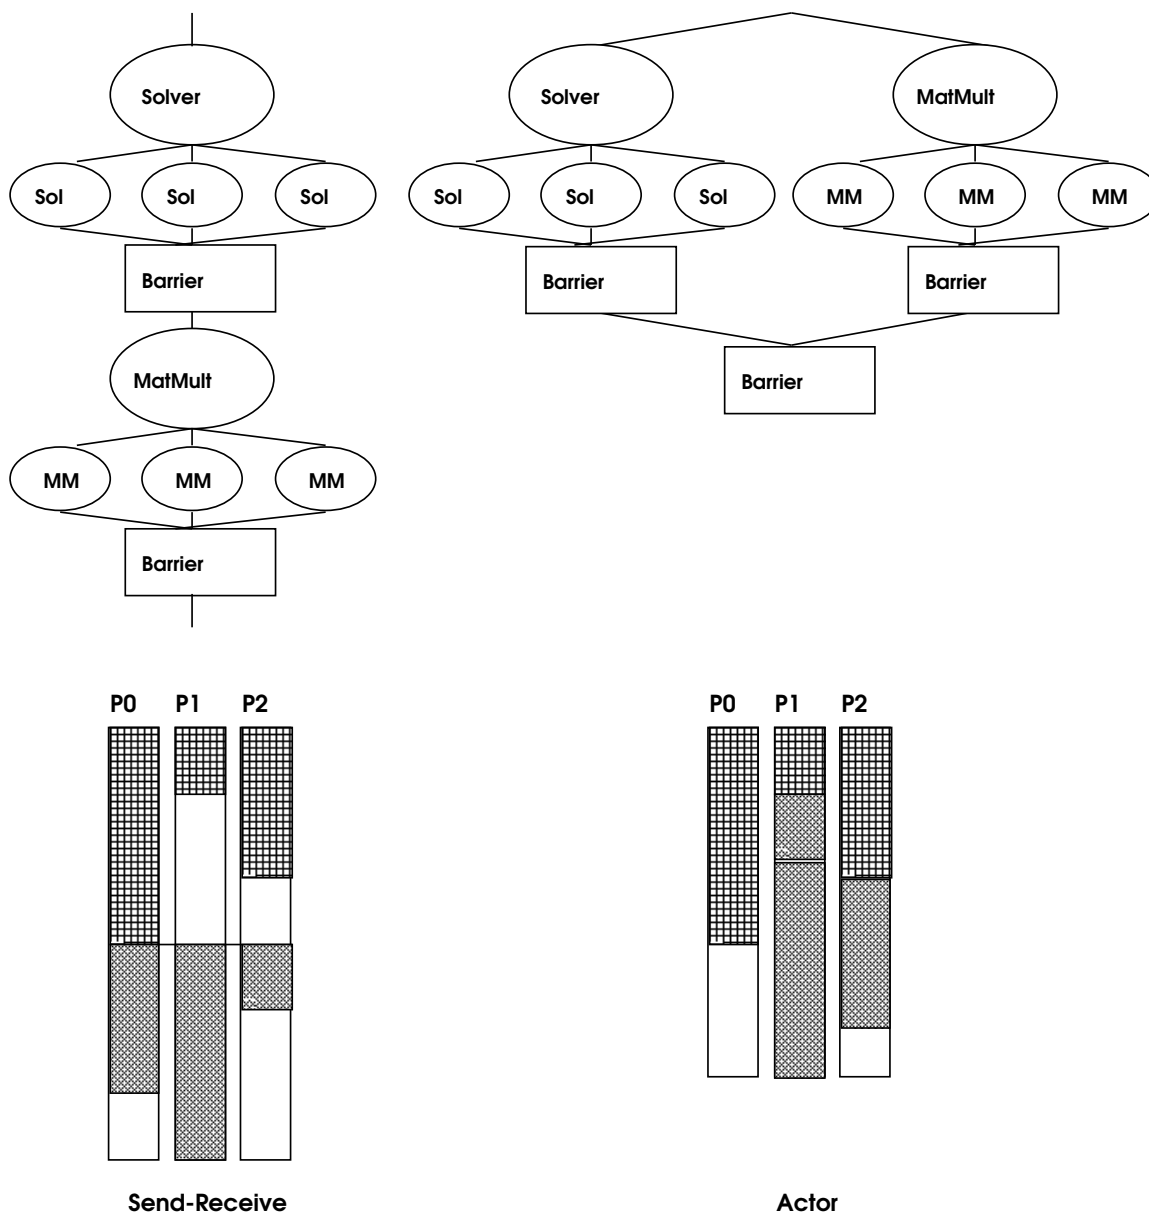 Solver
Solver
MatMult
Sol
Sol
Sol
Sol
Sol
Sol
MM
MM
MM
Barrier
Barrier
Barrier
MatMult
Barrier
MM
MM
MM
Barrier
P0
P1
P2
P0
P1
P2
Send-Receive
Actor